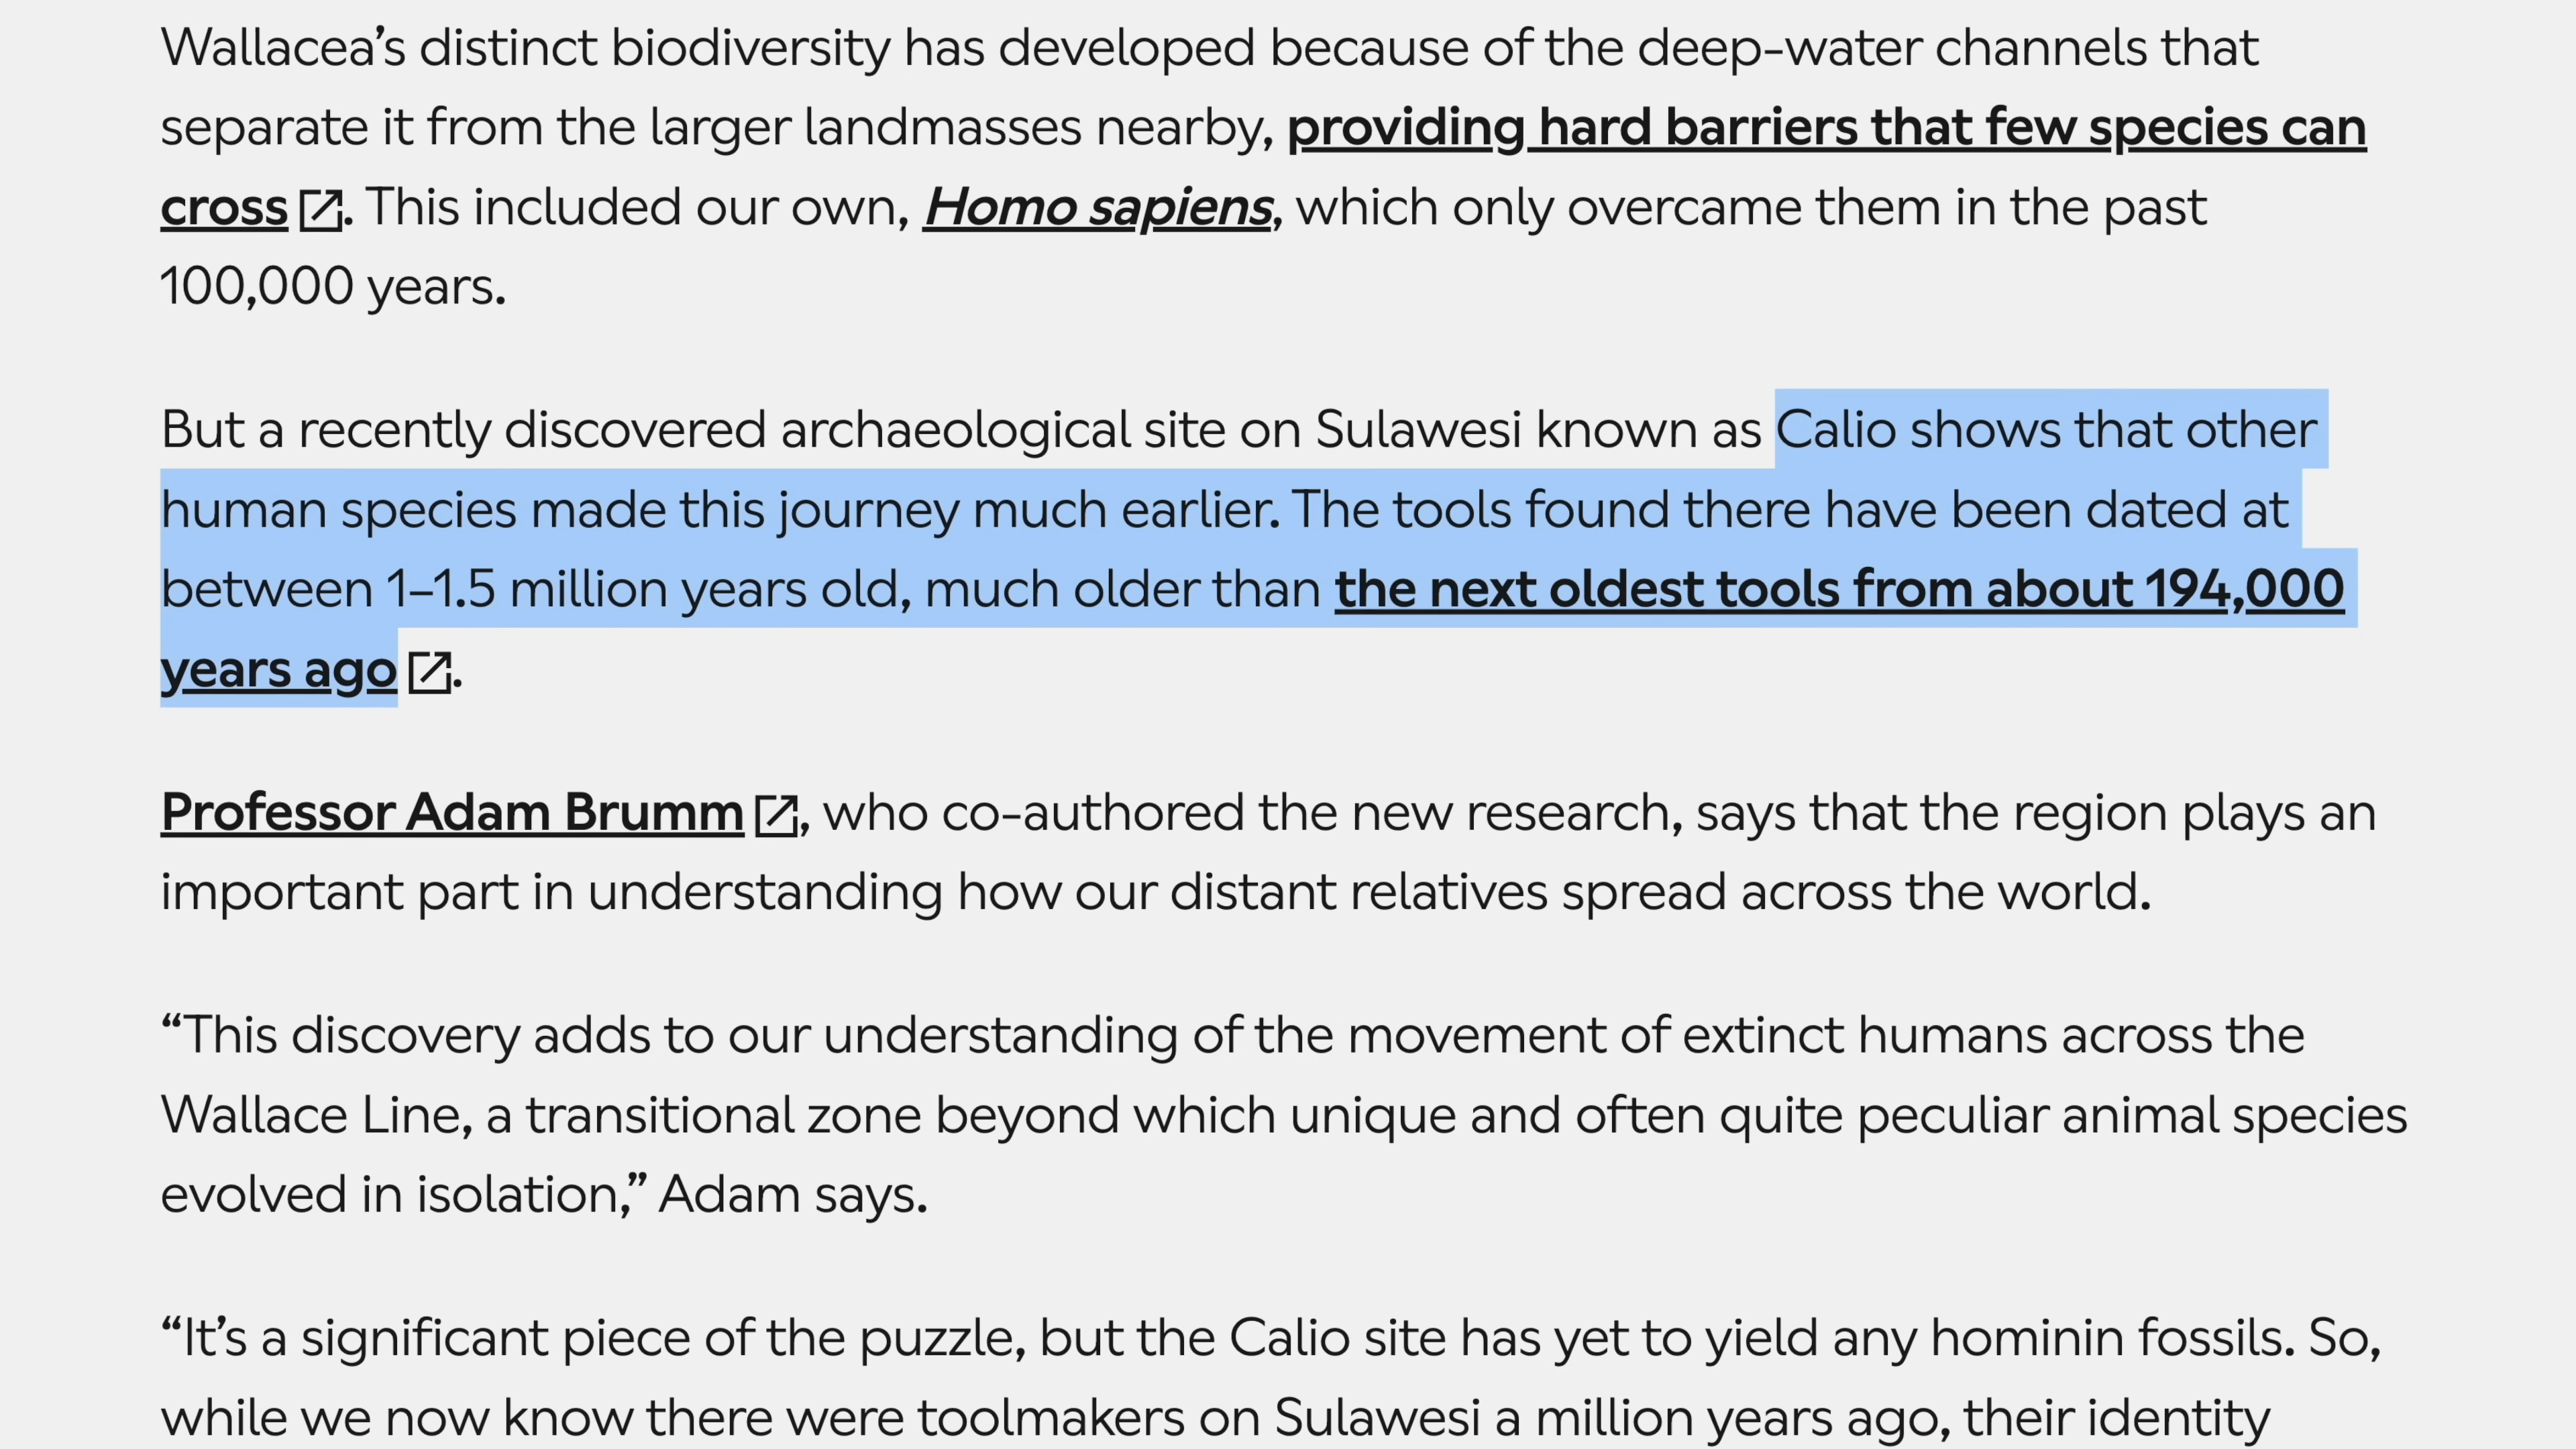 Wallacea’s distinct biodiversity has developed because of the deep-water channels that
separate it from the larger landmasses nearby, providing hard barriers that few species can
cross. This included our own, Homo sapiens, which only overcame them in the past
100,000 years.
But a recently discovered archaeological site on Sulawesi known as Calio shows that other
human species made this journey much earlier. The tools found there have been dated at
between 1–1.5 million years old, much older than the next oldest tools from about 194,000
years ago.
Professor Adam Brumm, who co-authored the new research, says that the region plays an
important part in understanding how our distant relatives spread across the world.
“This discovery adds to our understanding of the movement of extinct humans across the
Wallace Line, a transitional zone beyond which unique and often quite peculiar animal species
evolved in isolation,” Adam says.
“It’s a significant piece of the puzzle, but the Calio site has yet to yield any hominin fossils. So,
while we now know there were toolmakers on Sulawesi a million years ago, their identity